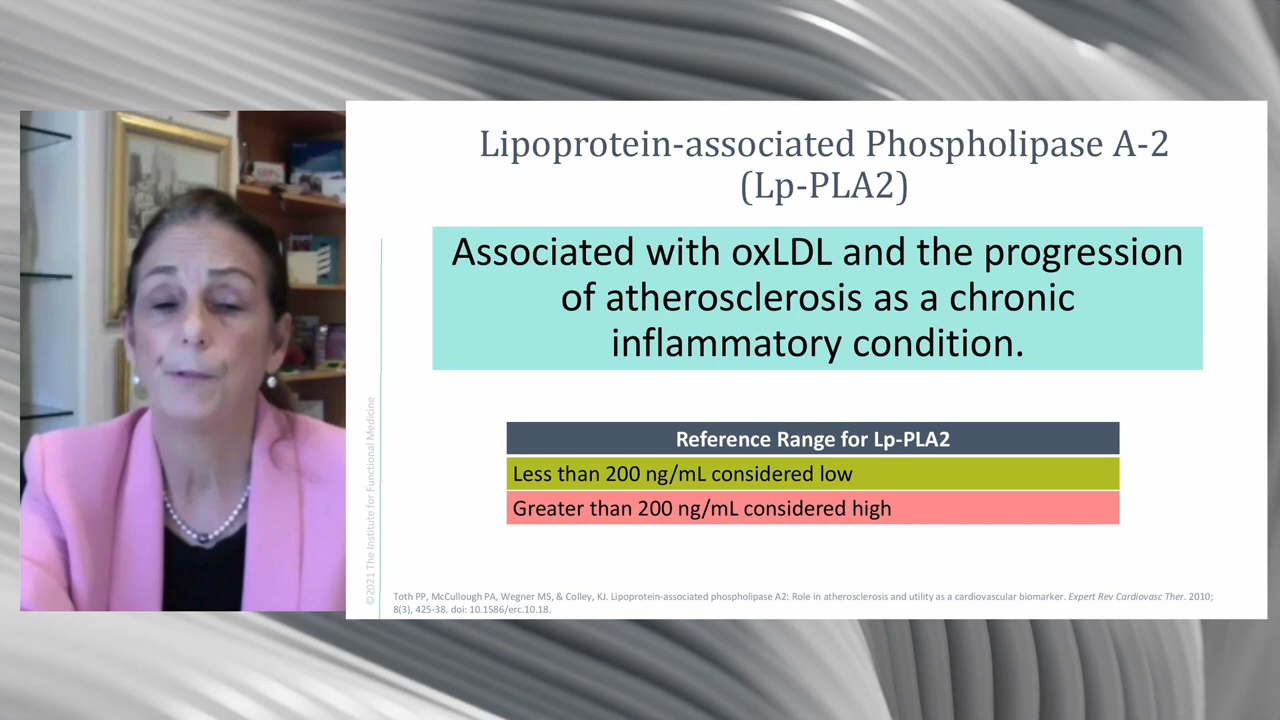 Lipoprotein-associated Phospholipase A-2
(Lp-PLA2)
Associated with oxLDL and the progression
of atherosclerosis as a chronic
inflammatory condition.
Reference Range for Lp-PLA2
Less than 200 ng/mL considered low
Greater than 200 ng/mL considered high
©2021 The Institute for Functional Medicine
Toth PP, McCullough PA, Wegner MS, & Colley, KJ. Lipoprotein-associated phospholipase A2: Role in atherosclerosis and utility as a cardiovascular biomarker. Expert Rev Cardiovasc Ther. 2010;
8(3), 425-38. doi: 10.1586/erc.10.18.